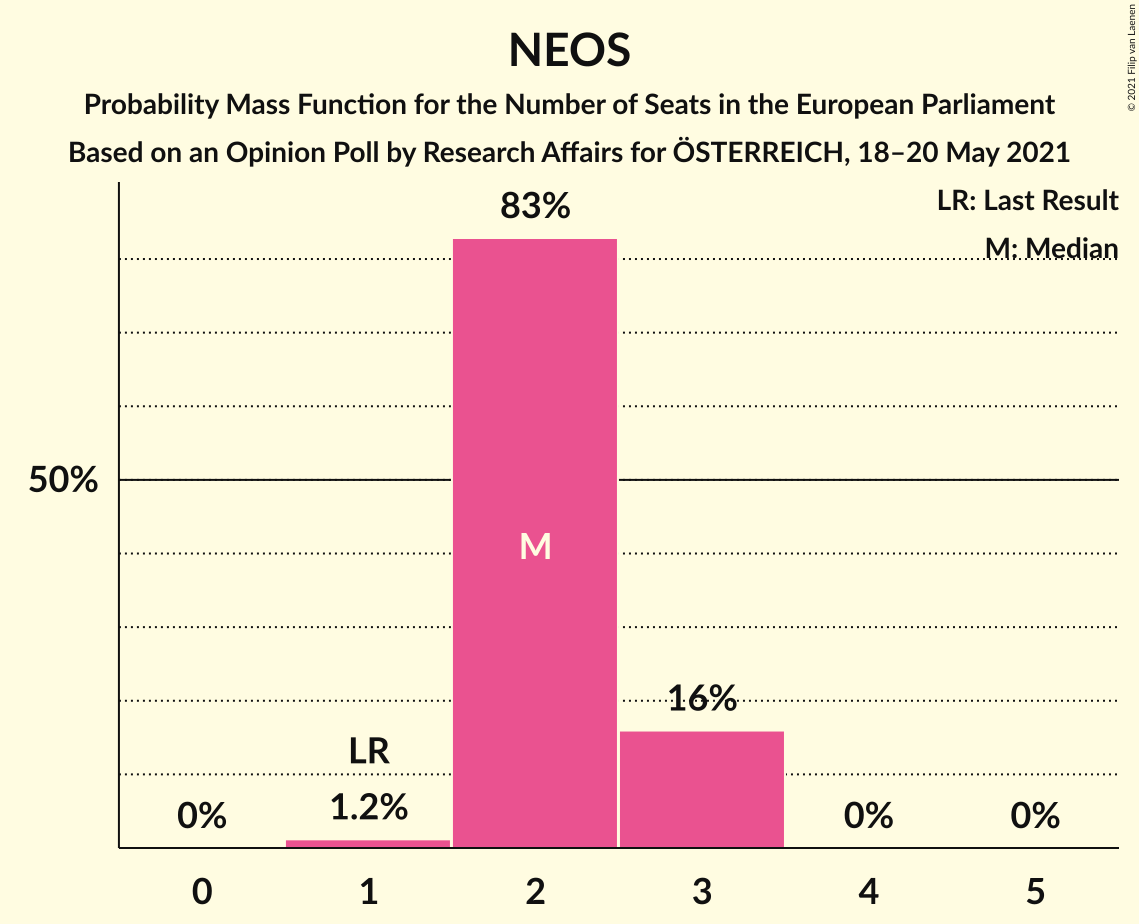 NEOS
Probability Mass Function for the Number of Seats in the European Parliament
Based on an Opinion Poll by Research Affairs for ÖSTERREICH, 18–20 May 2021
© 2021 Filip van Laenen
LR: Last Result
M: Median
83%
50%
M
16%
LR
0%
1.2%
0%
0%
0 1 2 3 4 5